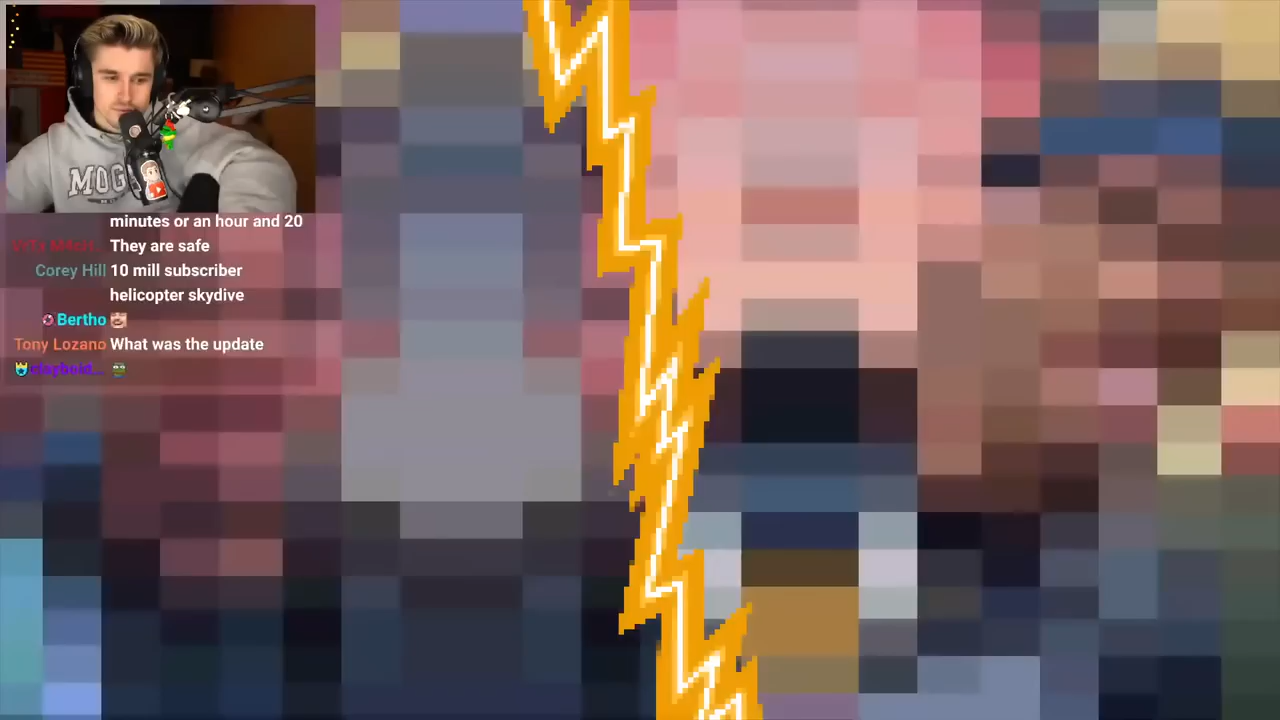 MOG
minutes or an hour and 20
They are safe
Corey Hill 10 mill subscriber
helicopter skydive
Bertho
Tony Lozano What was the update